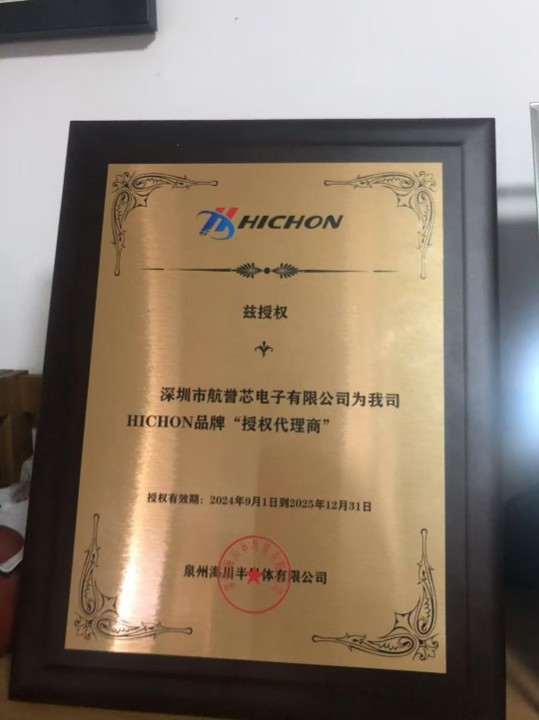 HICHON
兹授权
深圳市航誉芯电子有限公司为我司
HICHON品牌“授权代理商”
授权有效期：2024年9月1日到2025年12月31日
泉州海川半导体有限公司